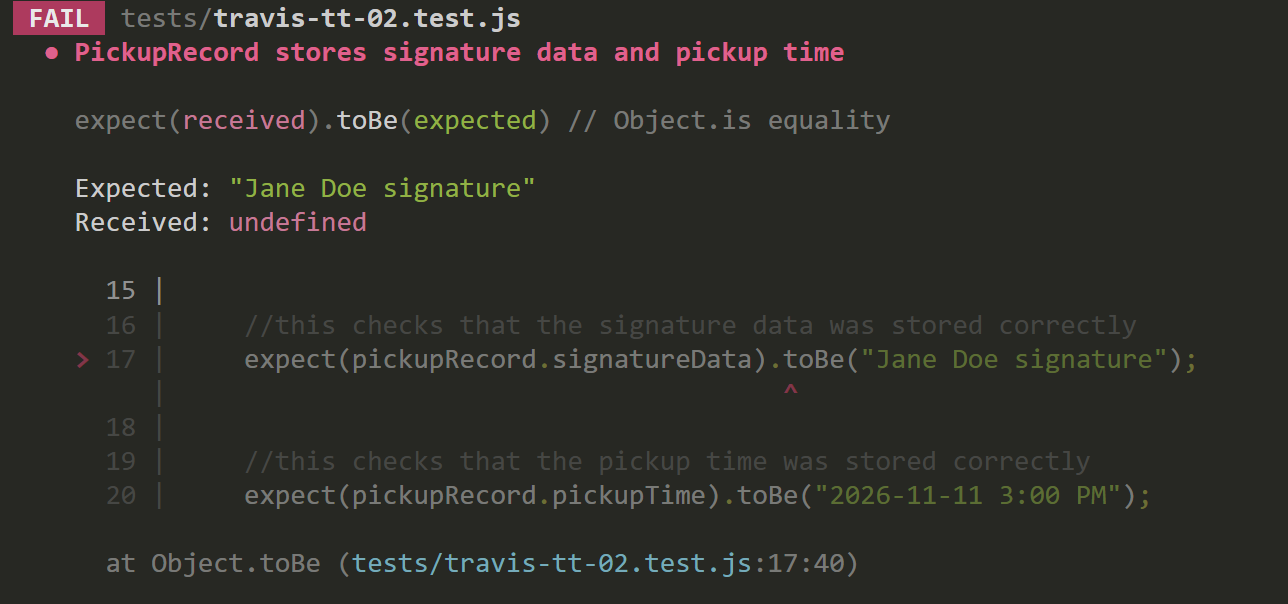 FAIL tests/travis-tt-02.test.js
● PickupRecord stores signature data and pickup time
expect(received).toBe(expected) // Object.is equality
Expected: "Jane Doe signature"
Received: undefined
15 |
16 | //this checks that the signature data was stored correctly
> 17 | expect(pickupRecord.signatureData).toBe("Jane Doe signature");
| ^
18 |
19 | //this checks that the pickup time was stored correctly
20 | expect(pickupRecord.pickupTime).toBe("2026-11-11 3:00 PM");
at Object.toBe (tests/travis-tt-02.test.js:17:40)